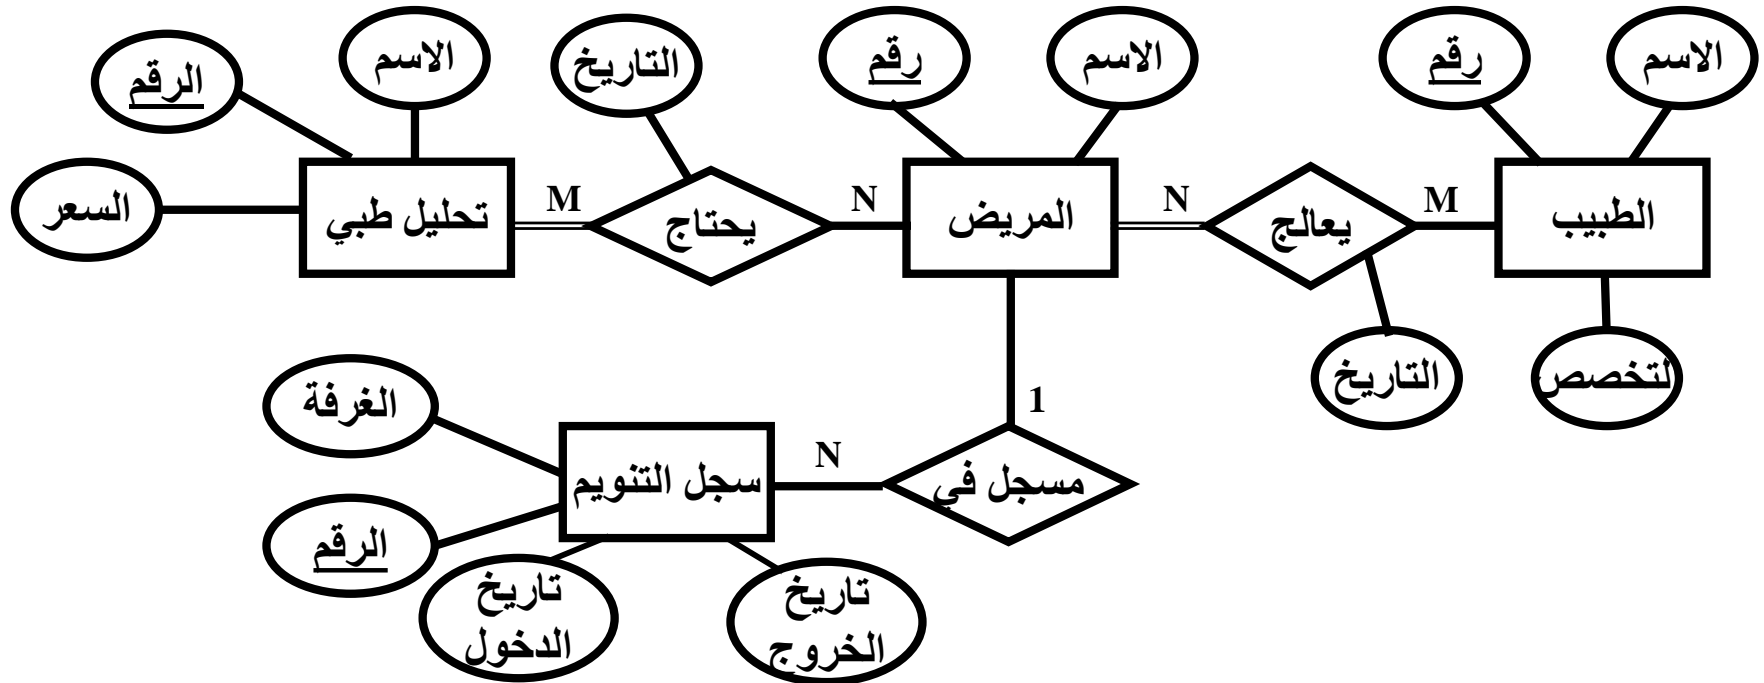 الاسم
رقم
الاسم
رقم
التاريخ
الاسم
الرقم
الطبيب
M
يعالج
N
المريض
N
يحتاج
M
تحليل طبي
السعر
لتخصص
التاريخ
1
مسجل في
N
سجل التنويم
الغرفة
الرقم
تاريخ
الخروج
تاريخ
الدخول